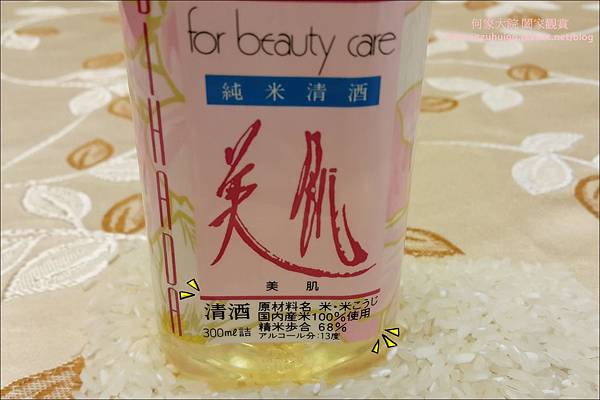 何家大院 闔家觀賞
for beauty care
純米清酒
BIHADA
美肌
美肌
清酒
300ml詰
原材料名 米・米こうじ
国内産米100%使用
精米歩合 68%
アルコール分:13度